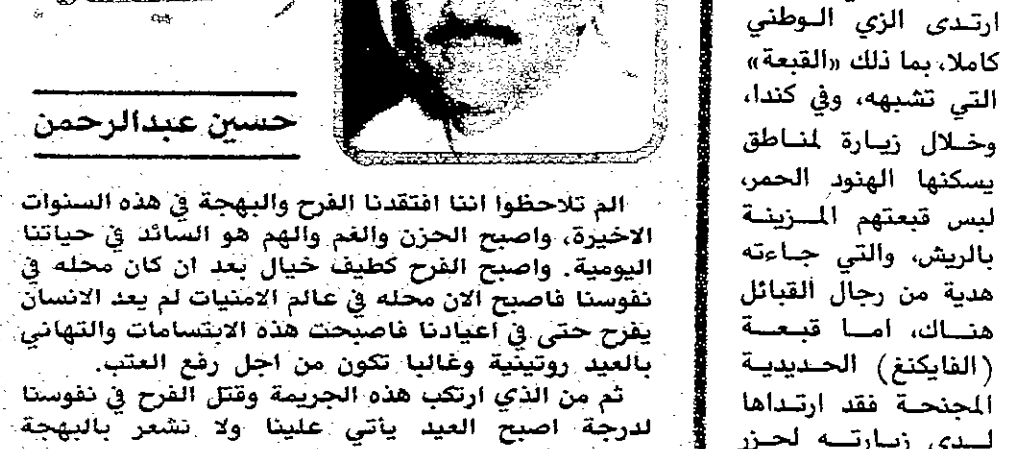 ارتدى الزي الوطني
كاملا، بما ذلك «القبعة»
التي تشبهه، وفي كندا،
وخلال زيارة لمناطق
يسكنها الهنود الحمر،
لبس قبعتهم المزينة
بالريش، والتي جاءته
هدية من رجال القبائل
هناك، اما قبعة
(الفايكنغ) الحديدية
المجنحة فقد ارتداها
لدى زيارته لجزر
حسين عبدالرحمن
الم تلاحظوا اننا افتقدنا الفرح والبهجة في هذه السنوات
الاخيرة، واصبح الحزن والغم والهم هو السائد في حياتنا
اليومية. واصبح الفرح كطيف خيال بعد ان كان محله في
نفوسنا فاصبح الان محله في عالم الامنيات لم يعد الانسان
يفرح حتى في اعيادنا فاصبحت هذه الابتسامات والتهاني
بالعيد روتينية وغالبا تكون من اجل رفع العتب.
ثم من الذي ارتكب هذه الجريمة وقتل الفرح في نفوسنا
لدرجة اصبح العيد يأتي علينا ولا نشعر بالبهجة